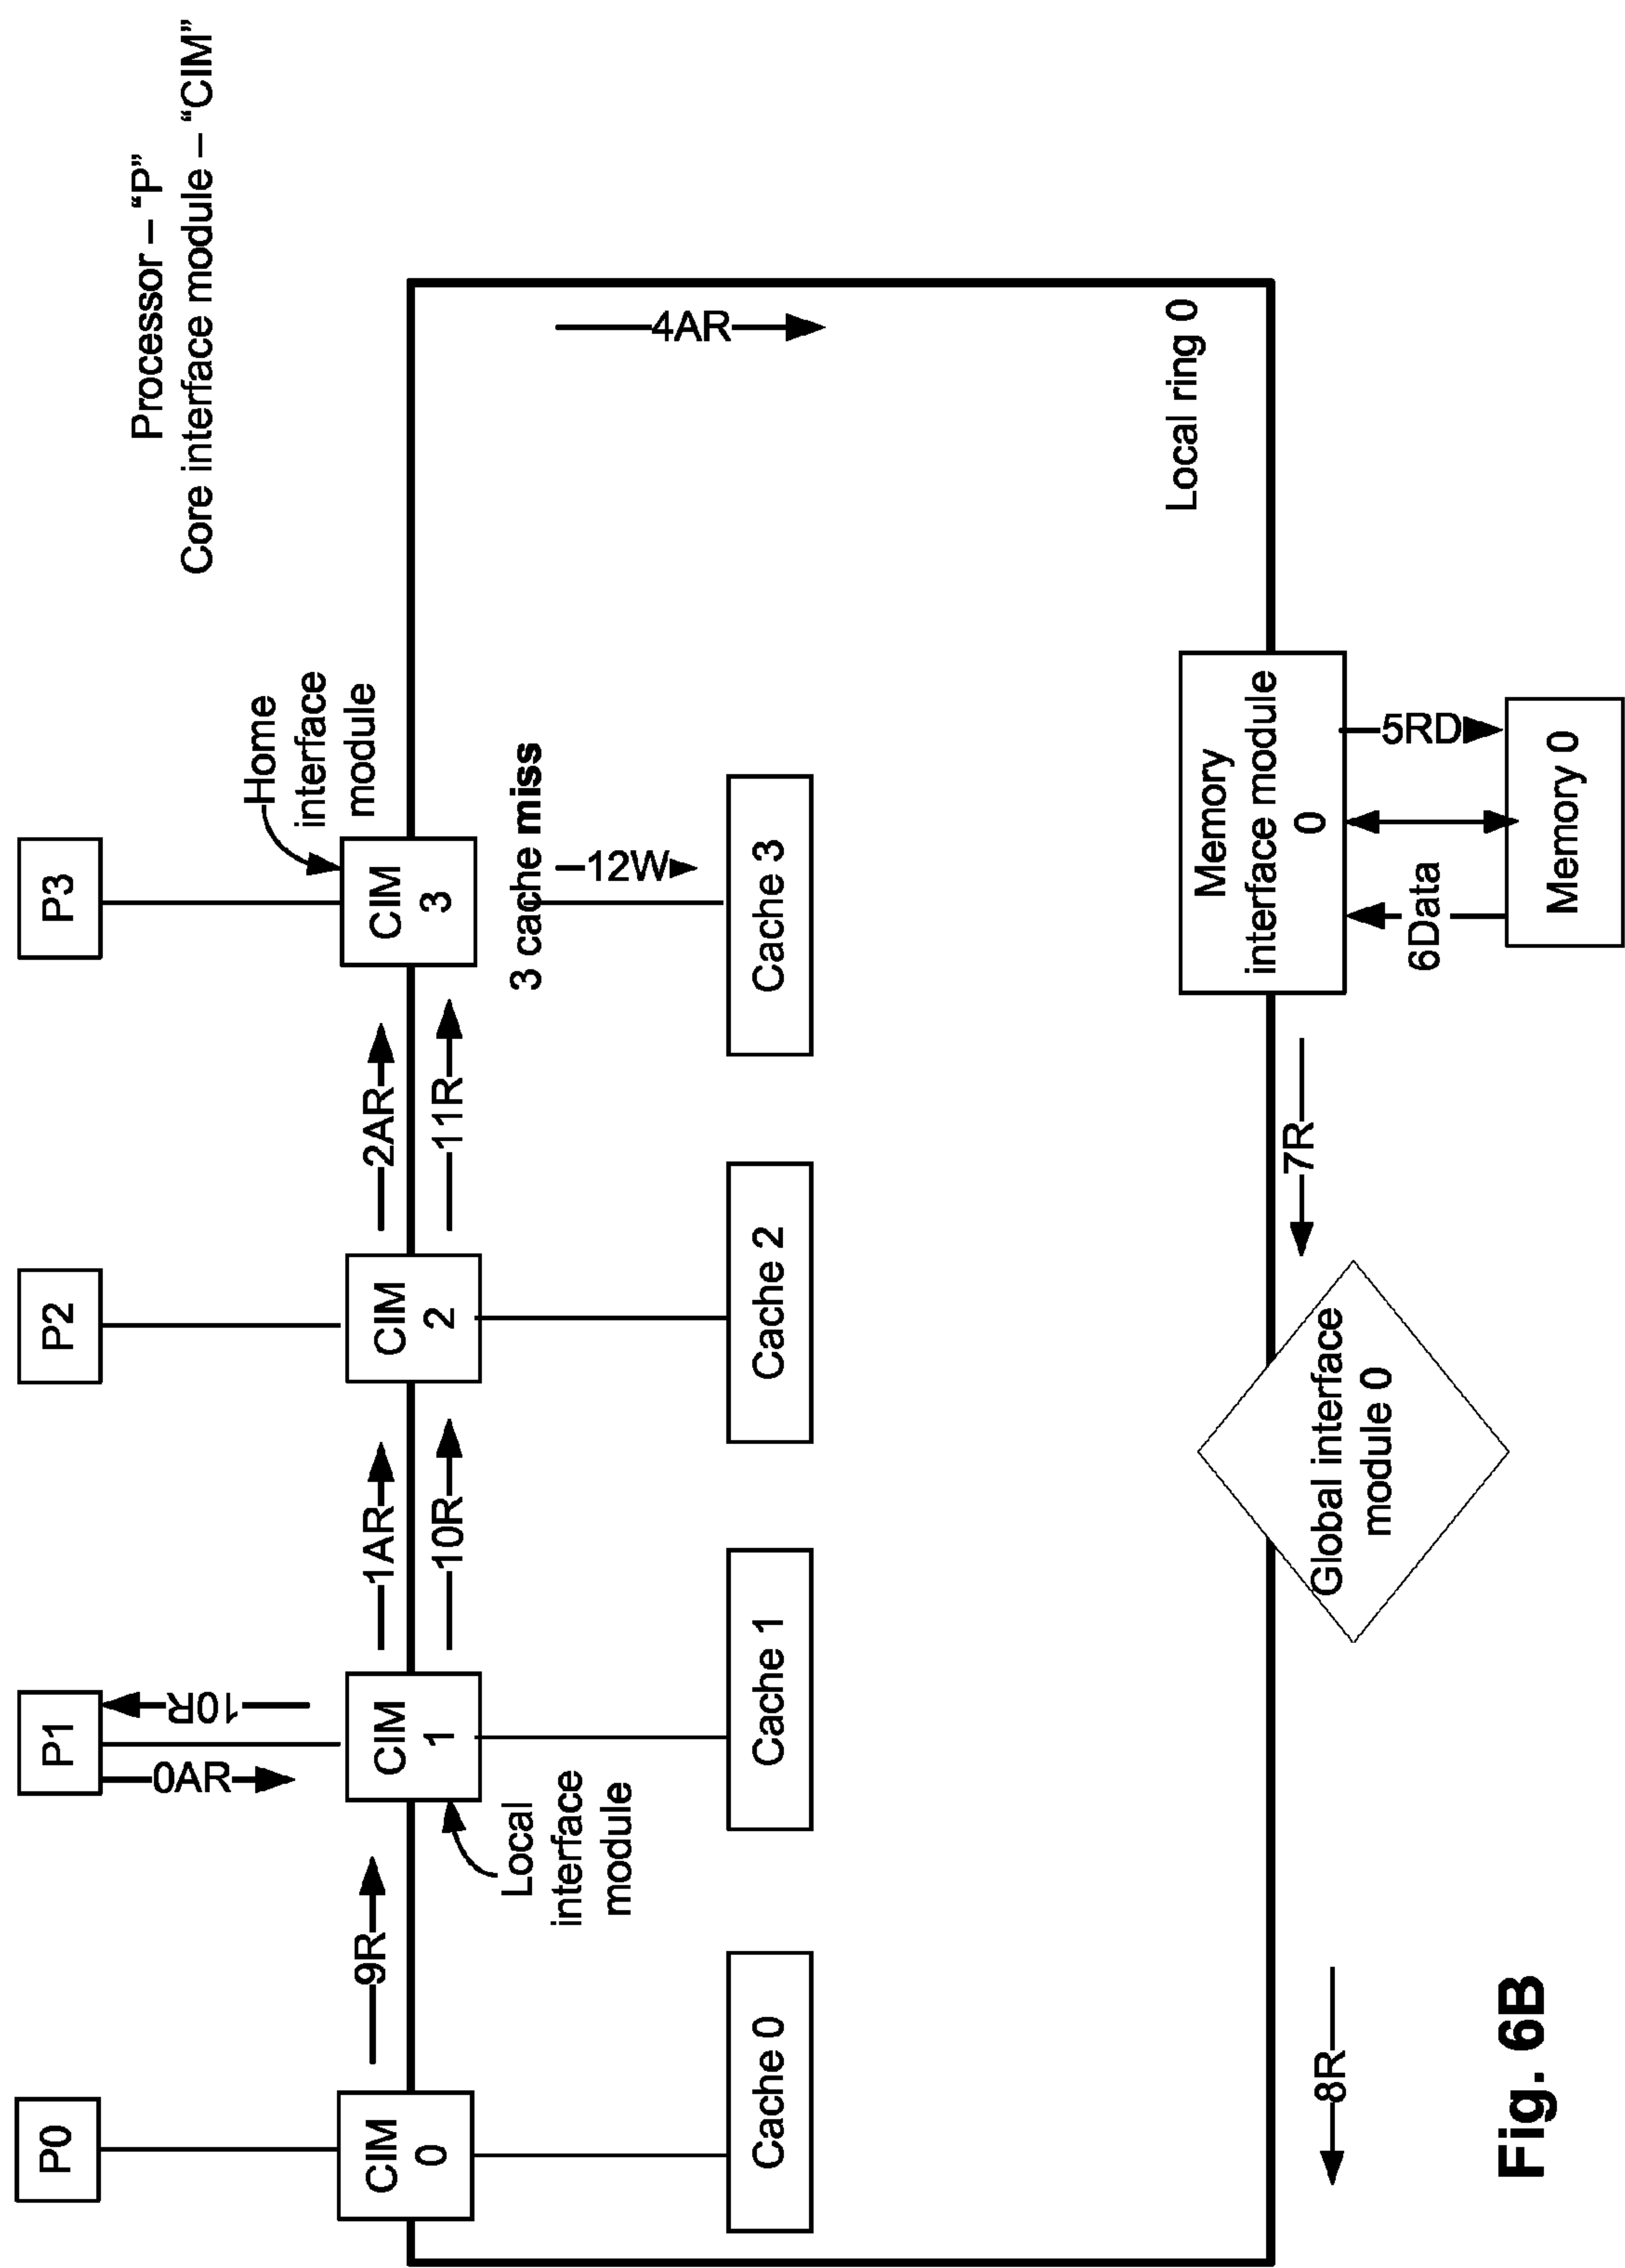 Processor – “P”
Core interface module – “CIM”
P0
P1
P2
P3
0AR
10R
Home
interface
module
9R
1AR
2AR
CIM
0
CIM
1
CIM
2
CIM
3
10R
11R
Local
interface
module
3 cache miss
12W
4AR
Cache 0
Cache 1
Cache 2
Cache 3
Local ring 0
Memory
interface module
0
7R
8R
Global interface
module 0
6Data
5RD
Memory 0
Fig. 6B